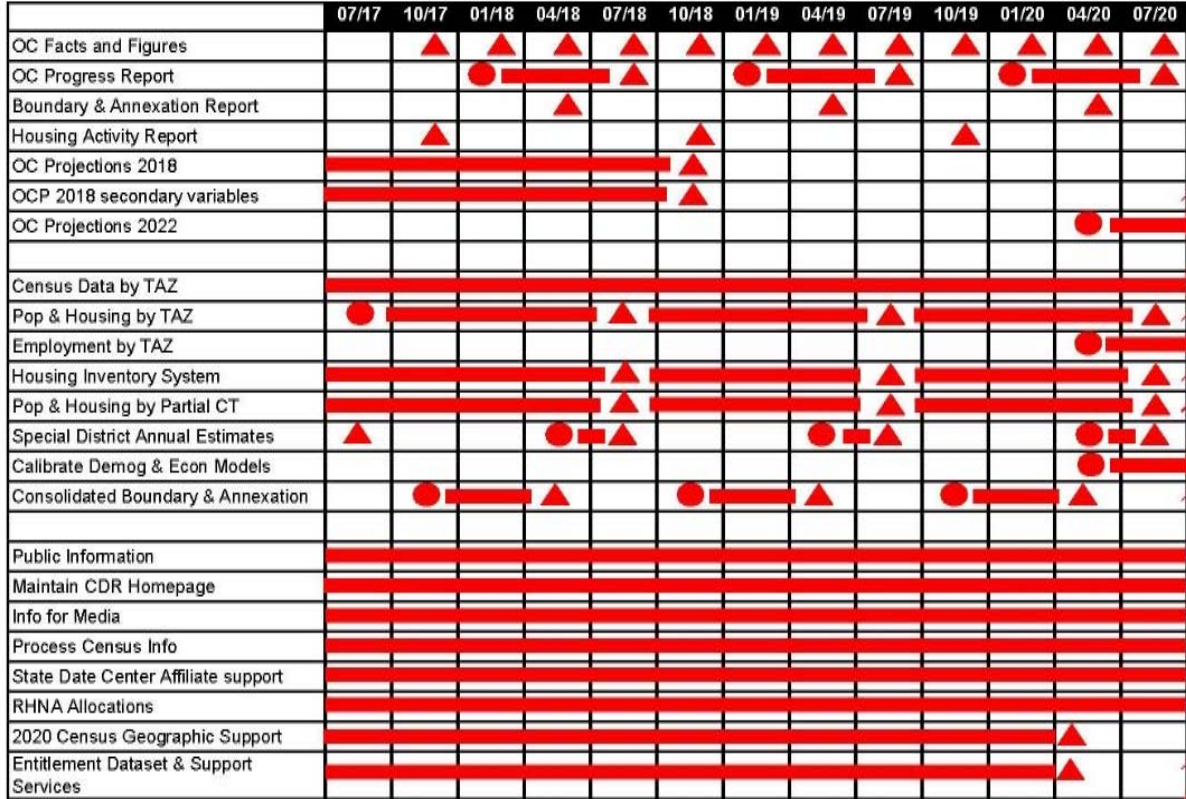 07/17 10/17 01/18 04/18 07/18 10/18 01/19 04/19 07/19 10/19 01/20 04/20 07/20
OC Facts and Figures
OC Progress Report
Boundary & Annexation Report
Housing Activity Report
OC Projections 2018
OCP 2018 secondary variables
OC Projections 2022
Census Data by TAZ
Pop & Housing by TAZ
Employment by TAZ
Housing Inventory System
Pop & Housing by Partial CT
Special District Annual Estimates
Calibrate Demog & Econ Models
Consolidated Boundary & Annexation
Public Information
Maintain CDR Homepage
Info for Media
Process Census Info
State Date Center Affiliate support
RHNA Allocations
2020 Census Geographic Support
Entitlement Dataset & Support
Services